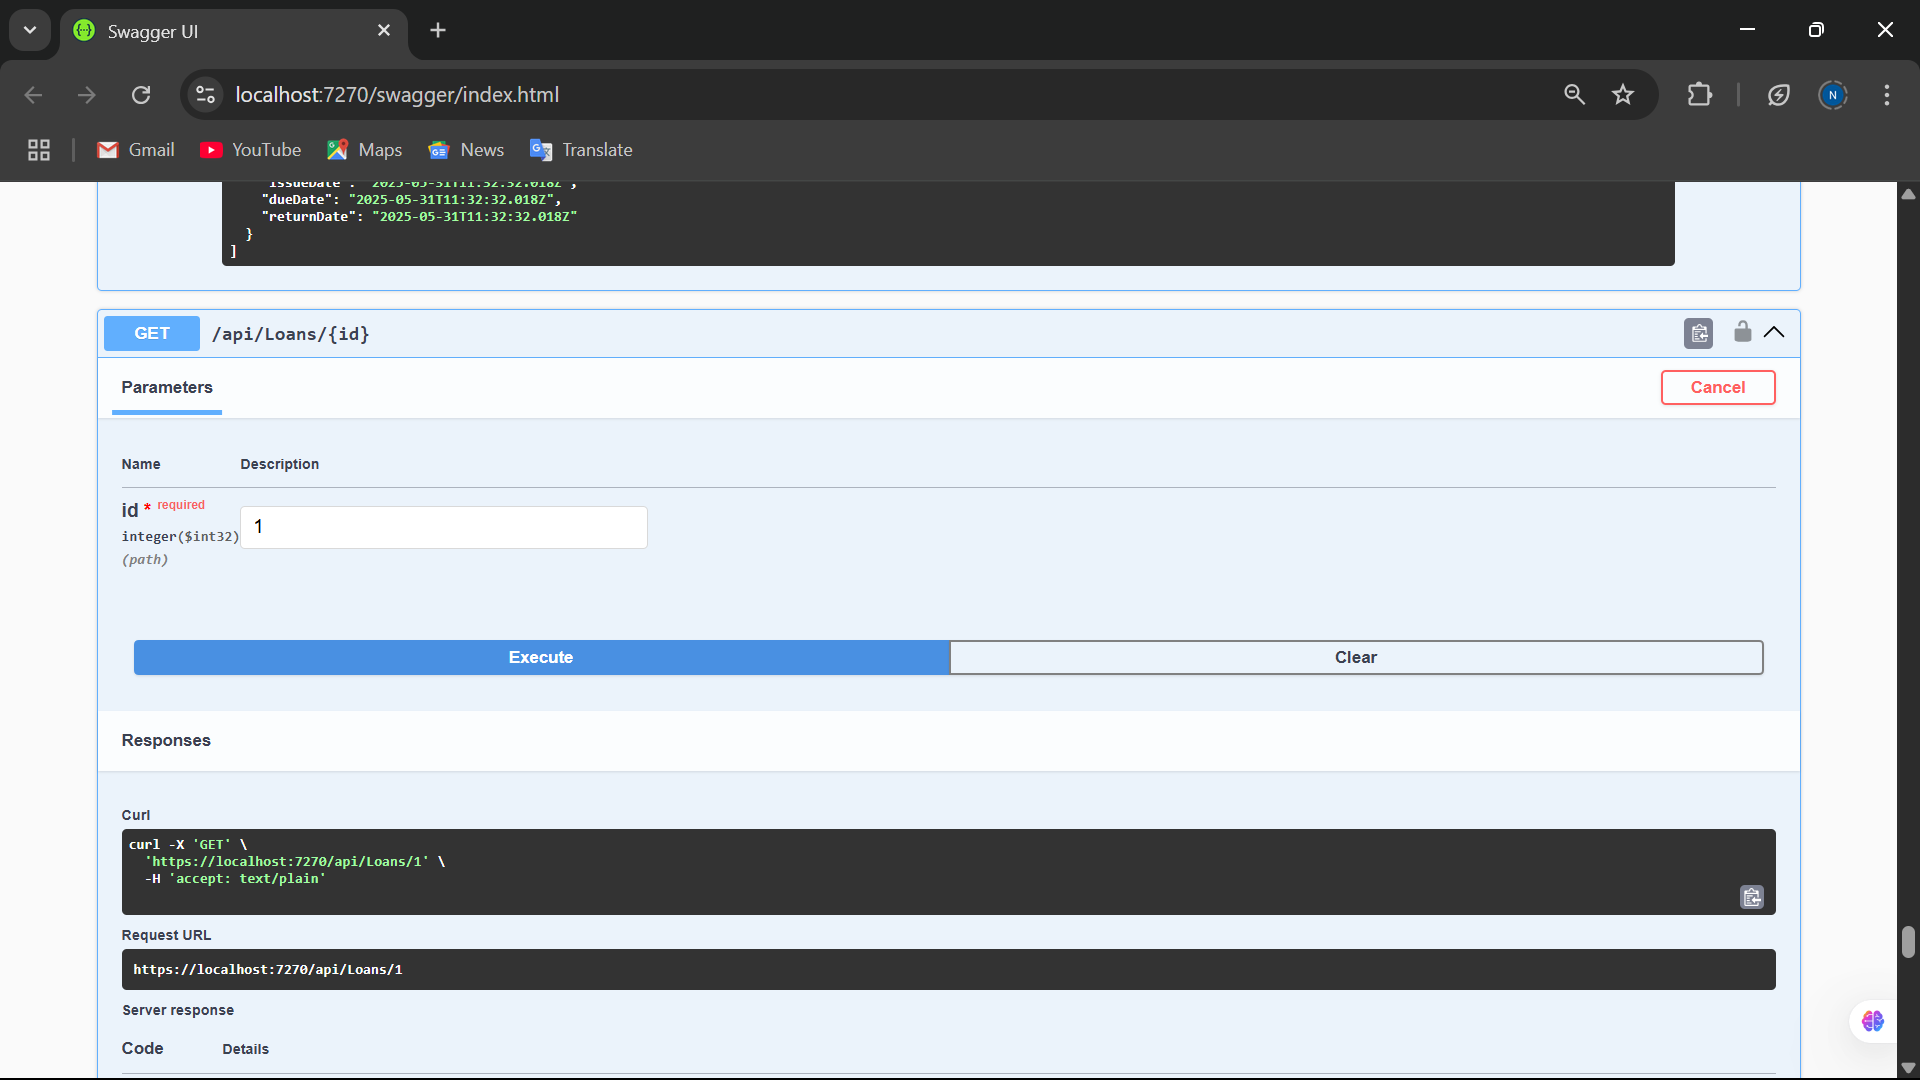 Swagger UI
localhost:7270/swagger/index.html
N
Gmail
YouTube
Maps
News
Translate
"issueDate": "2025-05-31T11:32:32.018Z",
"dueDate": "2025-05-31T11:32:32.018Z",
"returnDate": "2025-05-31T11:32:32.018Z"
}
]
GET /api/Loans/{id}
Parameters
Cancel
Name Description
id * required
integer($int32)
(path)
1
Execute
Clear
Responses
Curl
curl -X 'GET' \
'https://localhost:7270/api/Loans/1' \
-H 'accept: text/plain'
Request URL
https://localhost:7270/api/Loans/1
Server response
Code Details